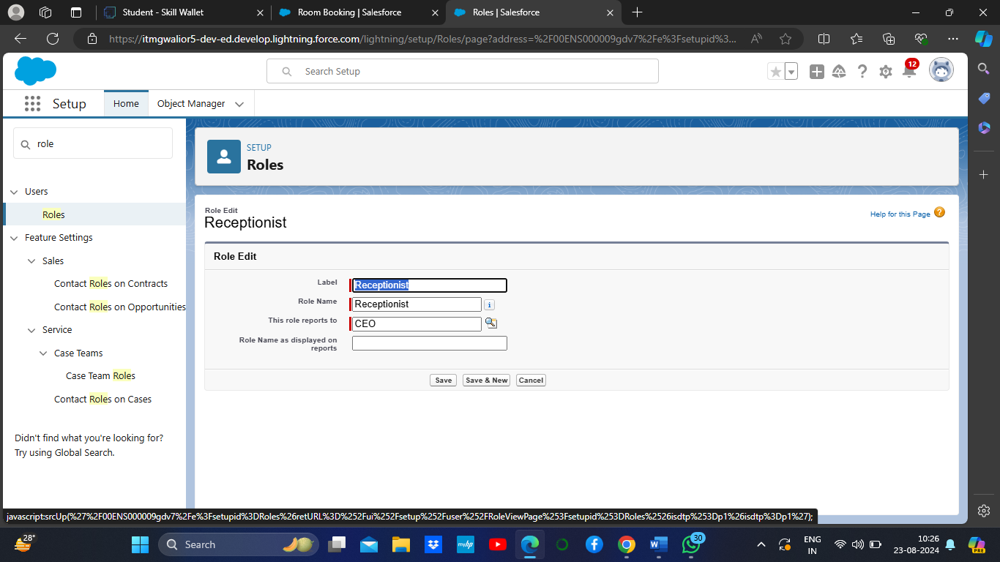 Student - Skill Wallet
Room Booking | Salesforce
Roles | Salesforce
https://itmgwalior5-dev-ed.develop.lightning.force.com/lightning/setup/Roles/page?address=%2F00ENS000009gdv7%2Fe%3Fsetupid%3...
Search Setup
12
Setup
Home
Object Manager
role
Users
Roles
Feature Settings
Sales
Contact Roles on Contracts
Contact Roles on Opportunities
Service
Case Teams
Case Team Roles
Contact Roles on Cases
Didn't find what you're looking for?
Try using Global Search.
SETUP
Roles
Role Edit
Receptionist
Help for this Page
Role Edit
Label
Receptionist
Role Name
Receptionist
This role reports to
CEO
Role Name as displayed on
reports
Save
Save & New
Cancel
javascript:srcUp(%27%2F00ENS000009gdv7%2Fe%3Fsetupid%3DRoles%26retURL%3D%252Fui%252Fsetup%252Fuser%252FRoleViewPage%253Fsetupid%253DRoles%2526isdtp%253Dp1%26isdtp%3Dp1%27);
28°
Search
myhp
W
30
ENG
IN
10:26
23-08-2024
PRE